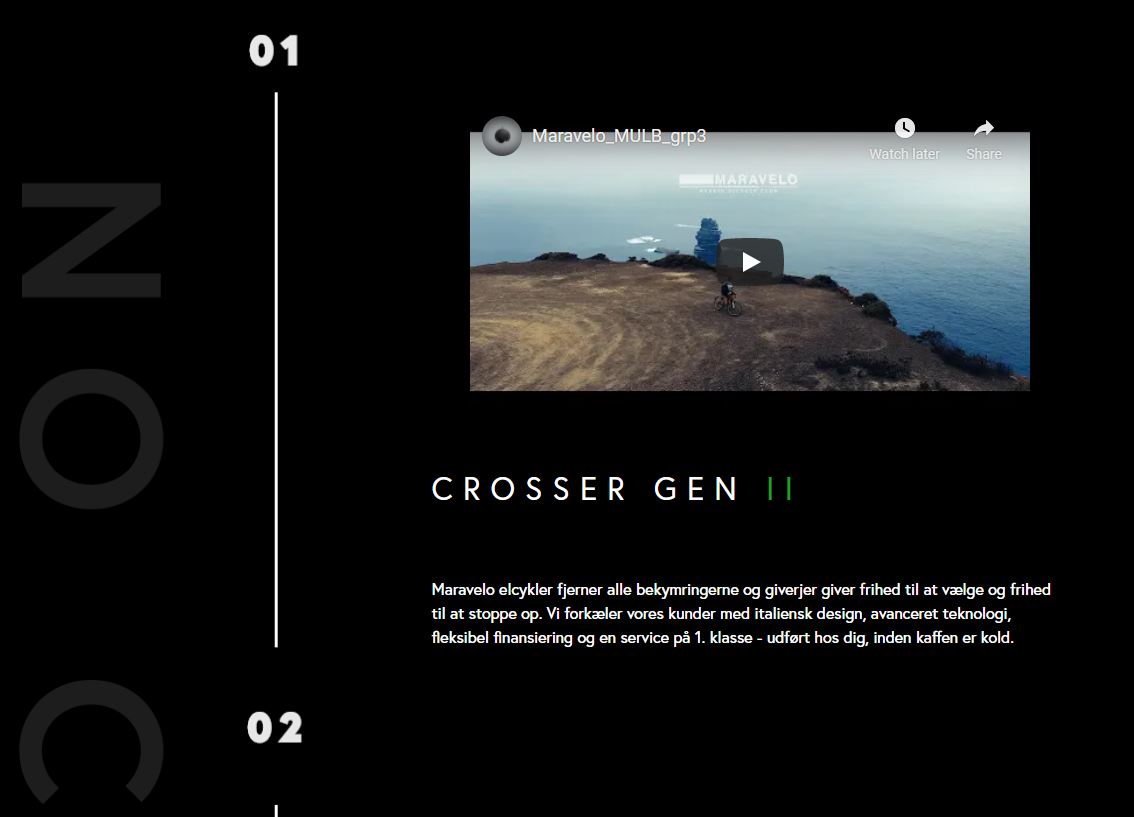 01
Maravelo_MULB_grp3
Watch later
Share
MARAVELO
CROSSER GEN II
Maravelo elcykler fjerner alle bekymringerne og giverjer giver frihed til at vælge og frihed
til at stoppe op. Vi forkæler vores kunder med italiensk design, avanceret teknologi,
fleksibel finansiering og en service på 1. klasse - udført hos dig, inden kaffen er kold.
02
NOC